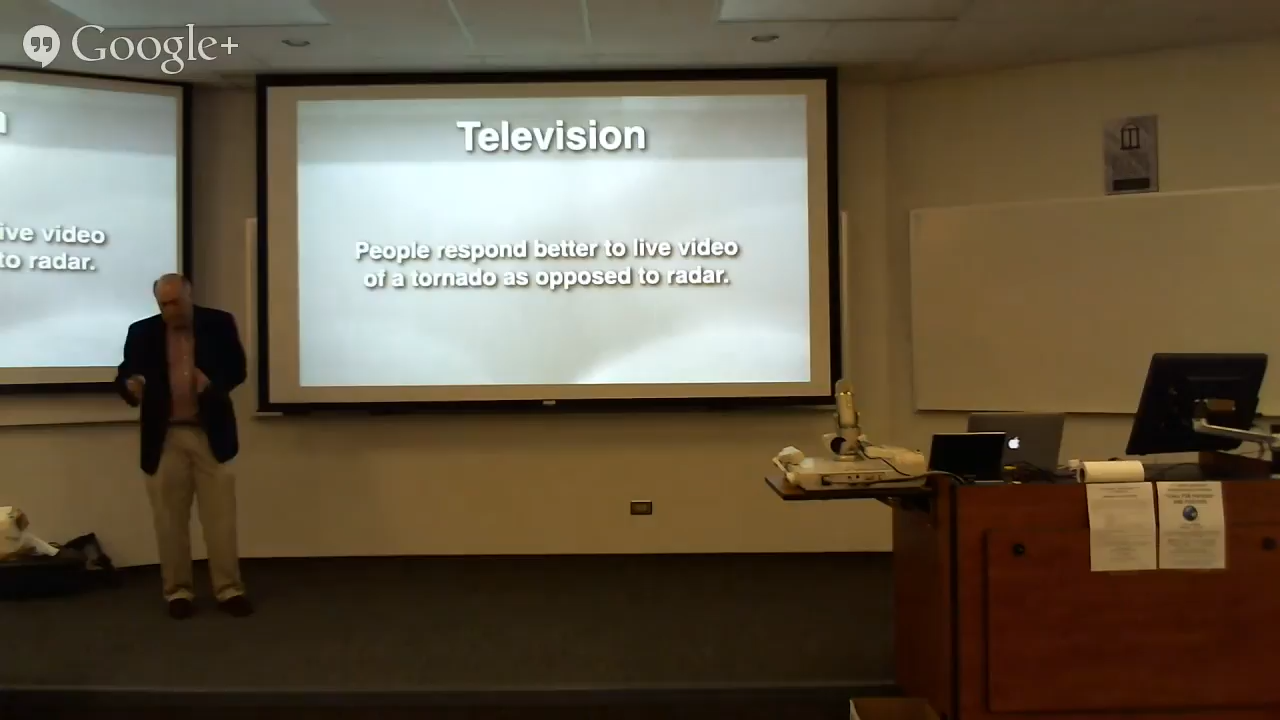 Google+
Television
People respond better to live video
of a tornado as opposed to radar.
ive video
to radar.